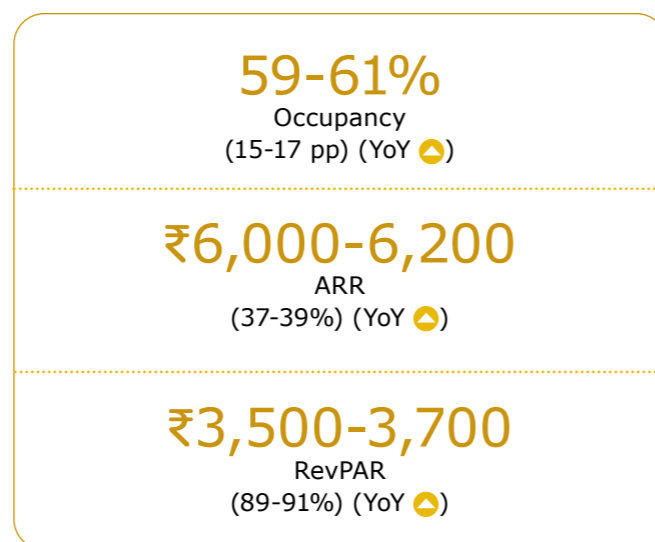 59-61%
Occupancy
(15-17 pp) (YoY )
₹6,000-6,200
ARR
(37-39%) (YoY )
₹3,500-3,700
RevPAR
(89-91%) (YoY )